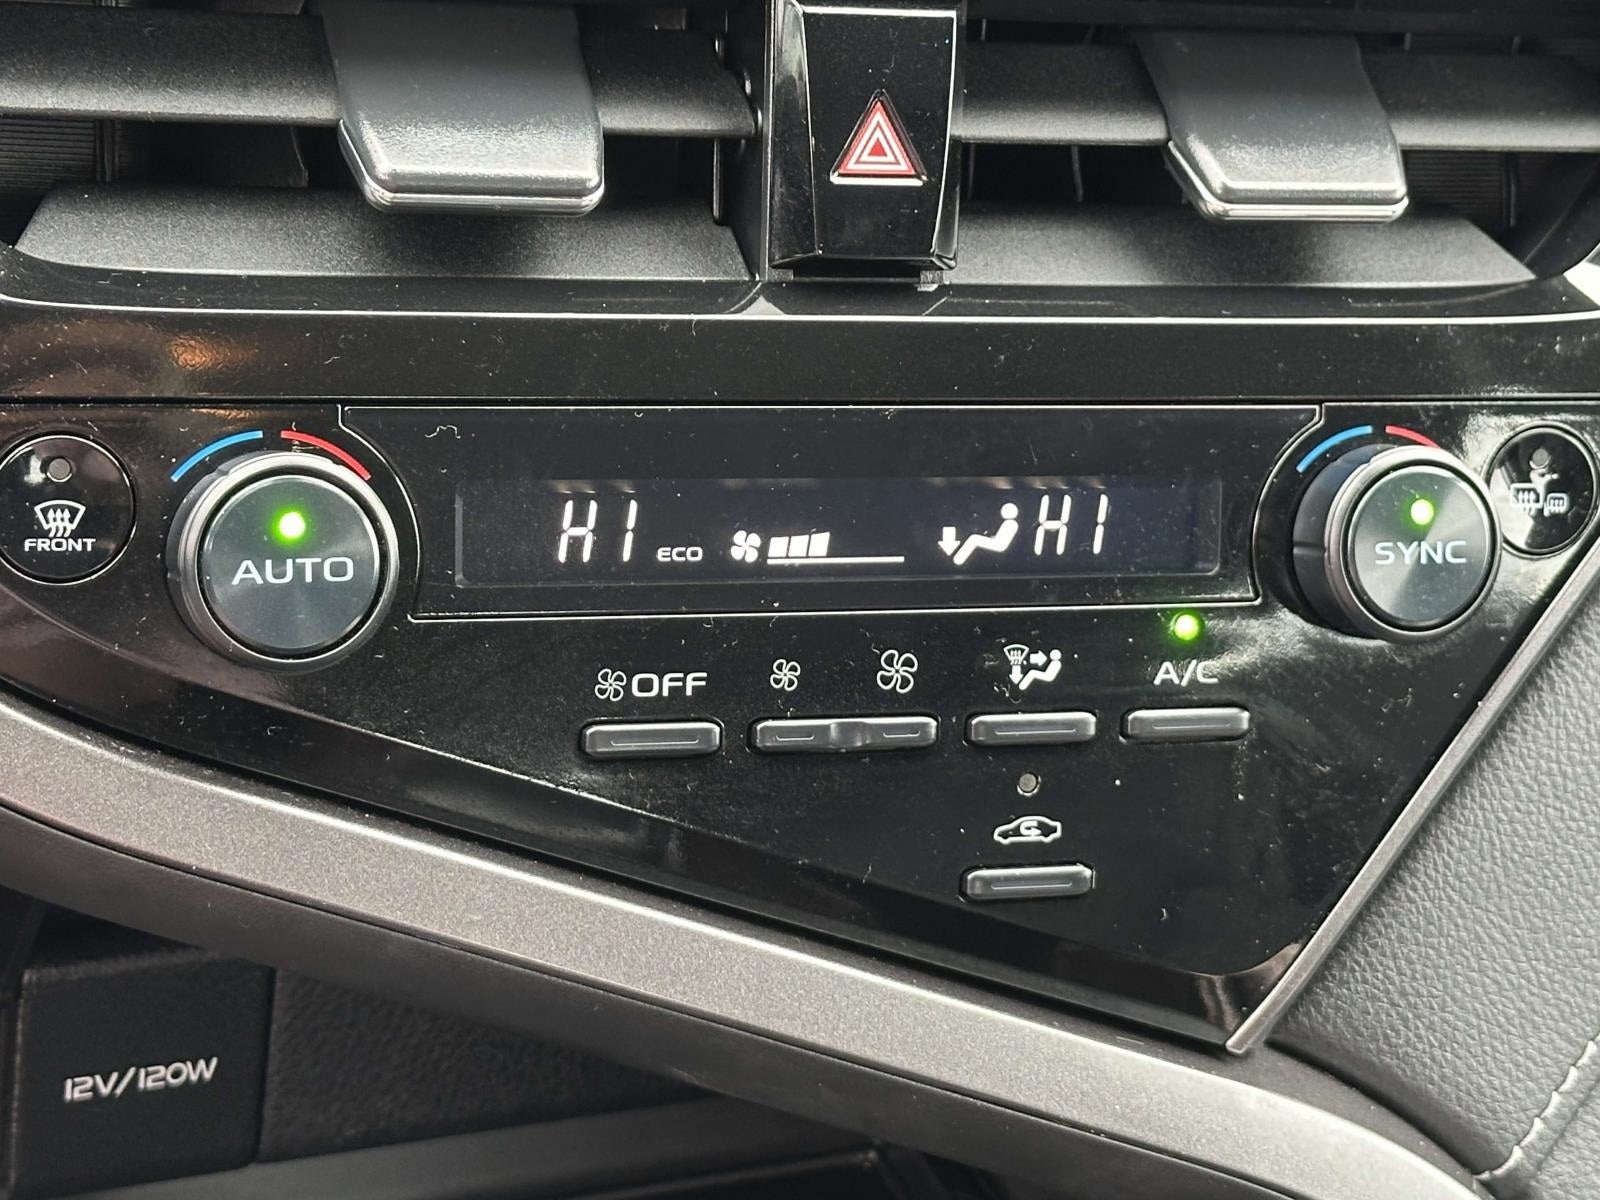 FRONT
AUTO
HI ECO HI
SYNC
OFF
A/C
12V/120W